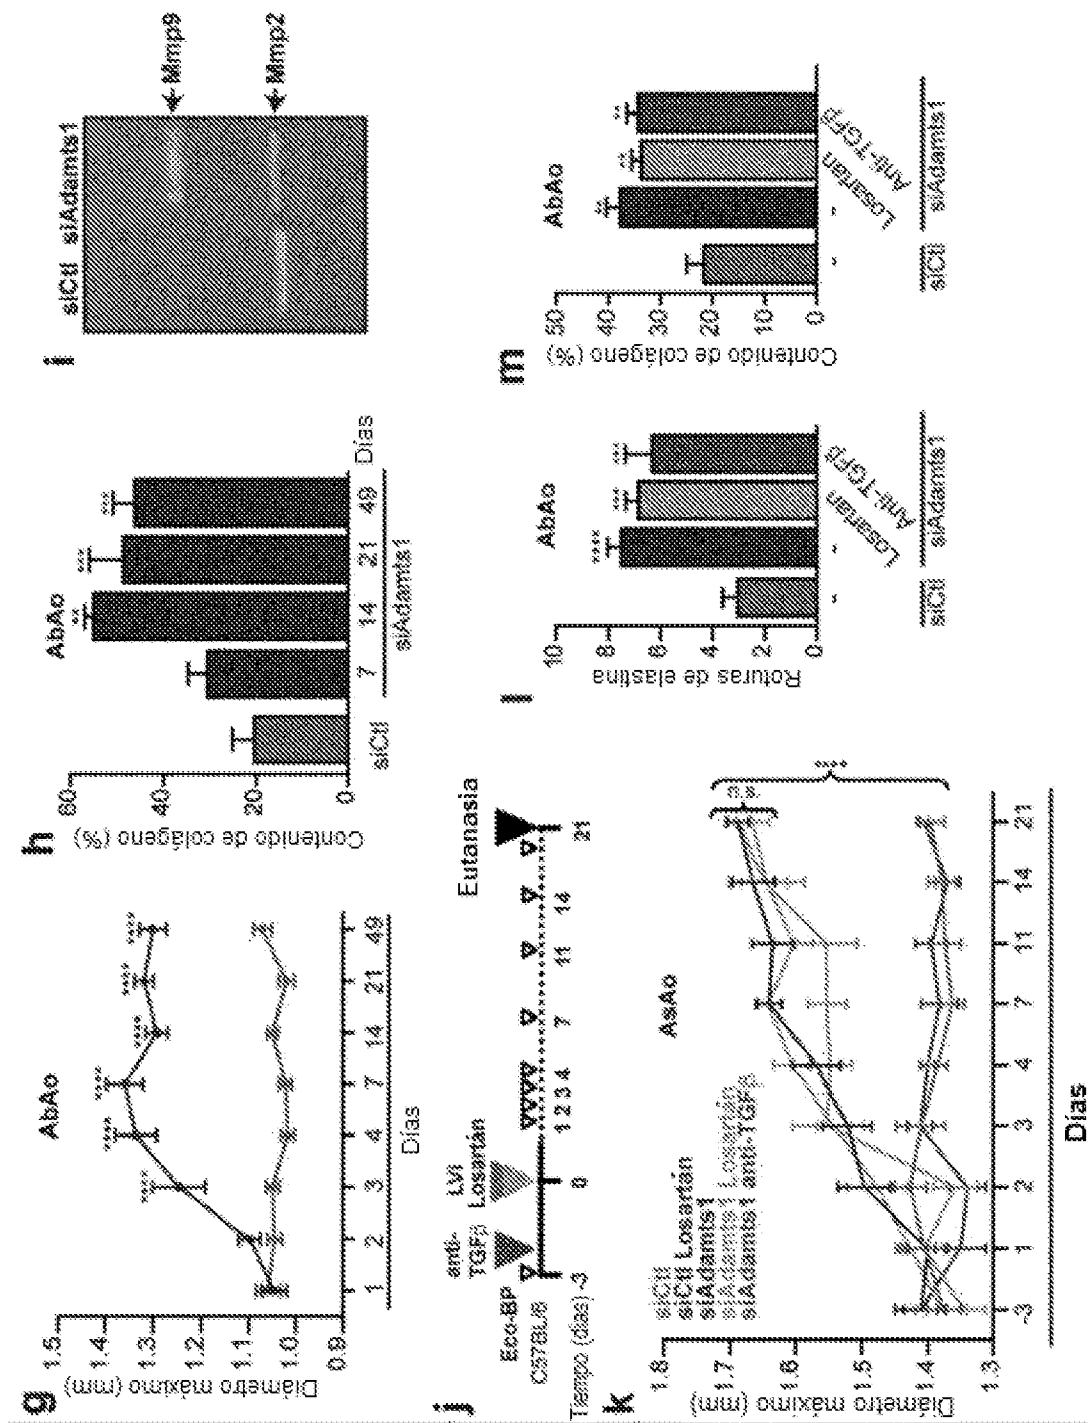 g
AbAo
Diámetro máximo (mm)
1.5
1.4
1.3
1.2
1.1
1.0
0.9
****
****
****
****
****
****
1 2 3 4 7 14 21 49
Días
h
AbAo
Contenido de colágeno (%)
60
40
20
0
**
***
***
siCtl
7 14 21 49 Días
siAdamts1
i
siCtl siAdamts1
Mmp9
Mmp2
j
anti-
TGFβ
LVI
Losartán
Eutanasia
Eco-BP
C57BL/6
Tiempo (días) -3 0 1 2 3 4 7 11 14 21
k
AsAo
siCtl
siCtl Losartán
siAdamts1
siAdamts1 Losartán
siAdamts1 anti-TGFβ
Diámetro máximo (mm)
1.8
1.7
1.6
1.5
1.4
1.3
n.s.
****
-3 1 2 3 4 7 11 14 21
Días
l
AbAo
Roturas de elastina
10
8
6
4
2
0
****
***
***
- - Losartan Anti-TGFβ
siCtl siAdamts1
m
AbAo
Contenido de colágeno (%)
50
40
30
20
10
0
**
**
**
- - Losartan Anti-TGFβ
siCtl siAdamts1